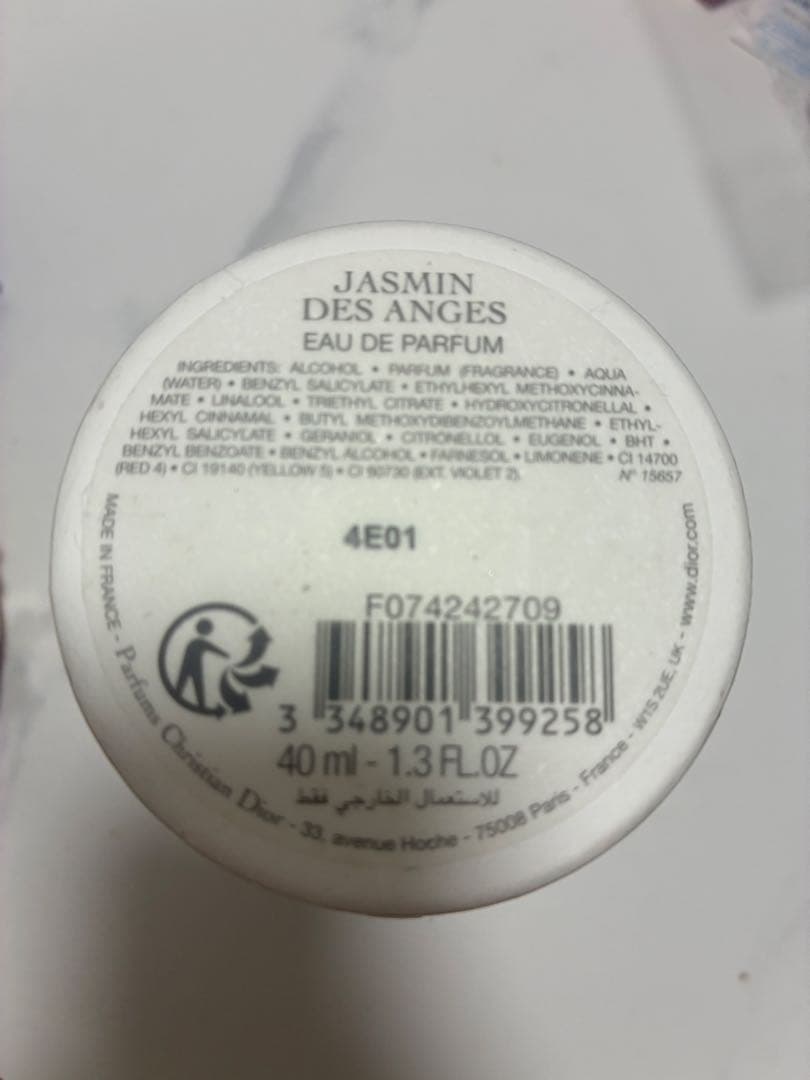 JASMIN
DES ANGES
EAU DE PARFUM
INGREDIENTS: ALCOHOL • PARFUM (FRAGRANCE) • AQUA
(WATER) • BENZYL SALICYLATE • ETHYLHEXYL METHOXYCINNA-
MATE • LINALOOL • TRIETHYL CITRATE • HYDROXYCITRONELLAL •
HEXYL CINNAMAL • BUTYL METHOXYDIBENZOYLMETHANE • ETHYL-
HEXYL SALICYLATE • GERANIOL • CITRONELLOL • EUGENOL • BHT •
BENZYL BENZOATE • BENZYL ALCOHOL • FARNESOL • LIMONENE • CI 14700
(RED 4) • CI 19140 (YELLOW 5) • CI 60730 (EXT. VIOLET 2). N° 15657
4E01
F074242709
3 348901 399258
40 ml - 1.3 FL.OZ
للاستعمال الخارجي فقط
MADE IN FRANCE - Parfums Christian Dior - 33, avenue Hoche - 75008 Paris - France - W1S 2UE, UK - www.dior.com